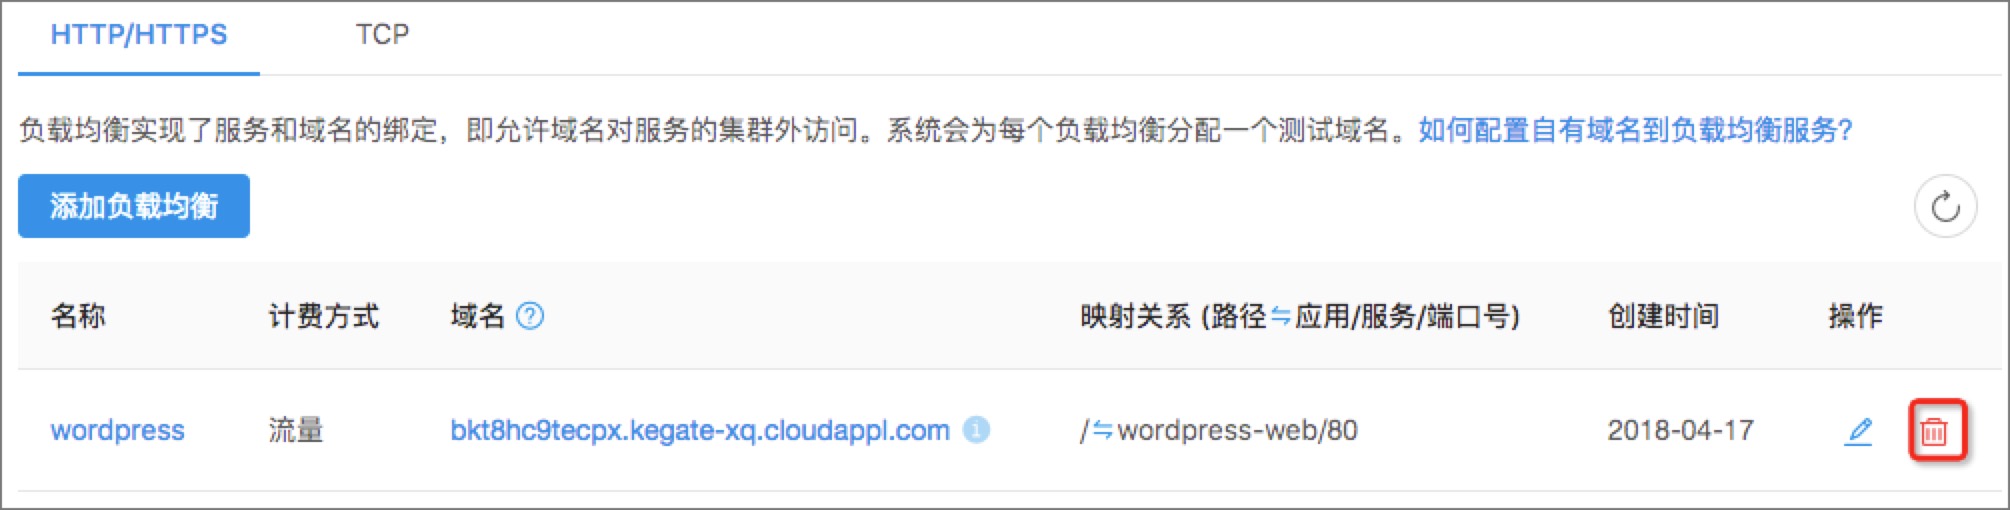 HTTP/HTTPS TCP
负载均衡实现了服务和域名的绑定，即允许域名对服务的集群外访问。系统会为每个负载均衡分配一个测试域名。如何配置自有域名到负载均衡服务?
添加负载均衡
名称 计费方式 域名 ? 映射关系 (路径⇋应用/服务/端口号) 创建时间 操作
wordpress 流量 bkt8hc9tecpx.kegate-xq.cloudappl.com i /⇋wordpress-web/80 2018-04-17